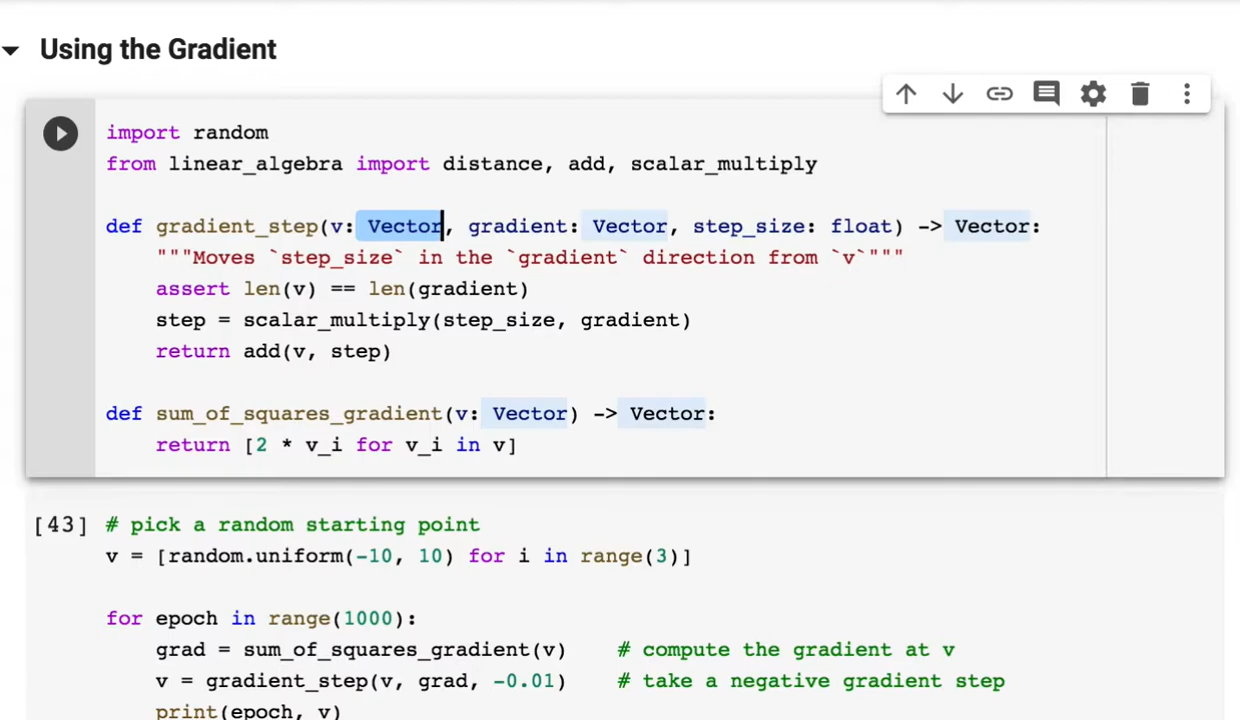 Using the Gradient
import random
from linear_algebra import distance, add, scalar_multiply
def gradient_step(v: Vector, gradient: Vector, step_size: float) -> Vector:
"""Moves `step_size` in the `gradient` direction from `v`"""
assert len(v) == len(gradient)
step = scalar_multiply(step_size, gradient)
return add(v, step)
def sum_of_squares_gradient(v: Vector) -> Vector:
return [2 * v_i for v_i in v]
[43] # pick a random starting point
v = [random.uniform(-10, 10) for i in range(3)]
for epoch in range(1000):
grad = sum_of_squares_gradient(v) # compute the gradient at v
v = gradient_step(v, grad, -0.01) # take a negative gradient step
print(epoch, v)